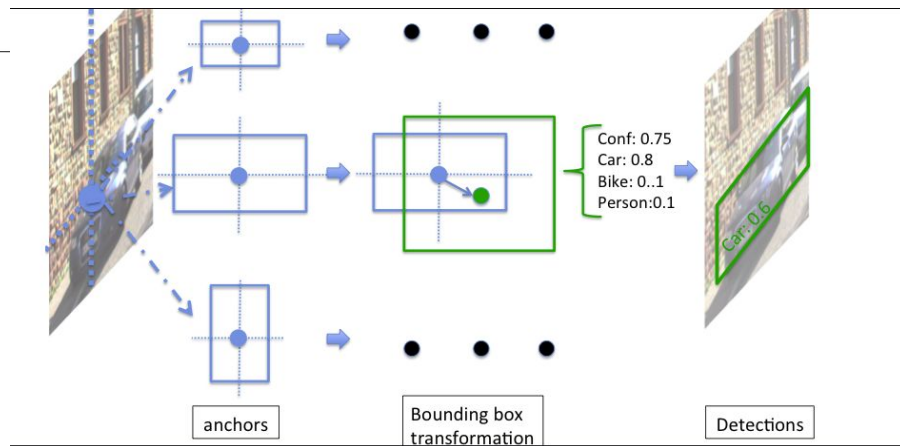 Conf: 0.75
Car: 0.8
Bike: 0..1
Person:0.1
Car: 0.6
anchors
Bounding box
transformation
Detections